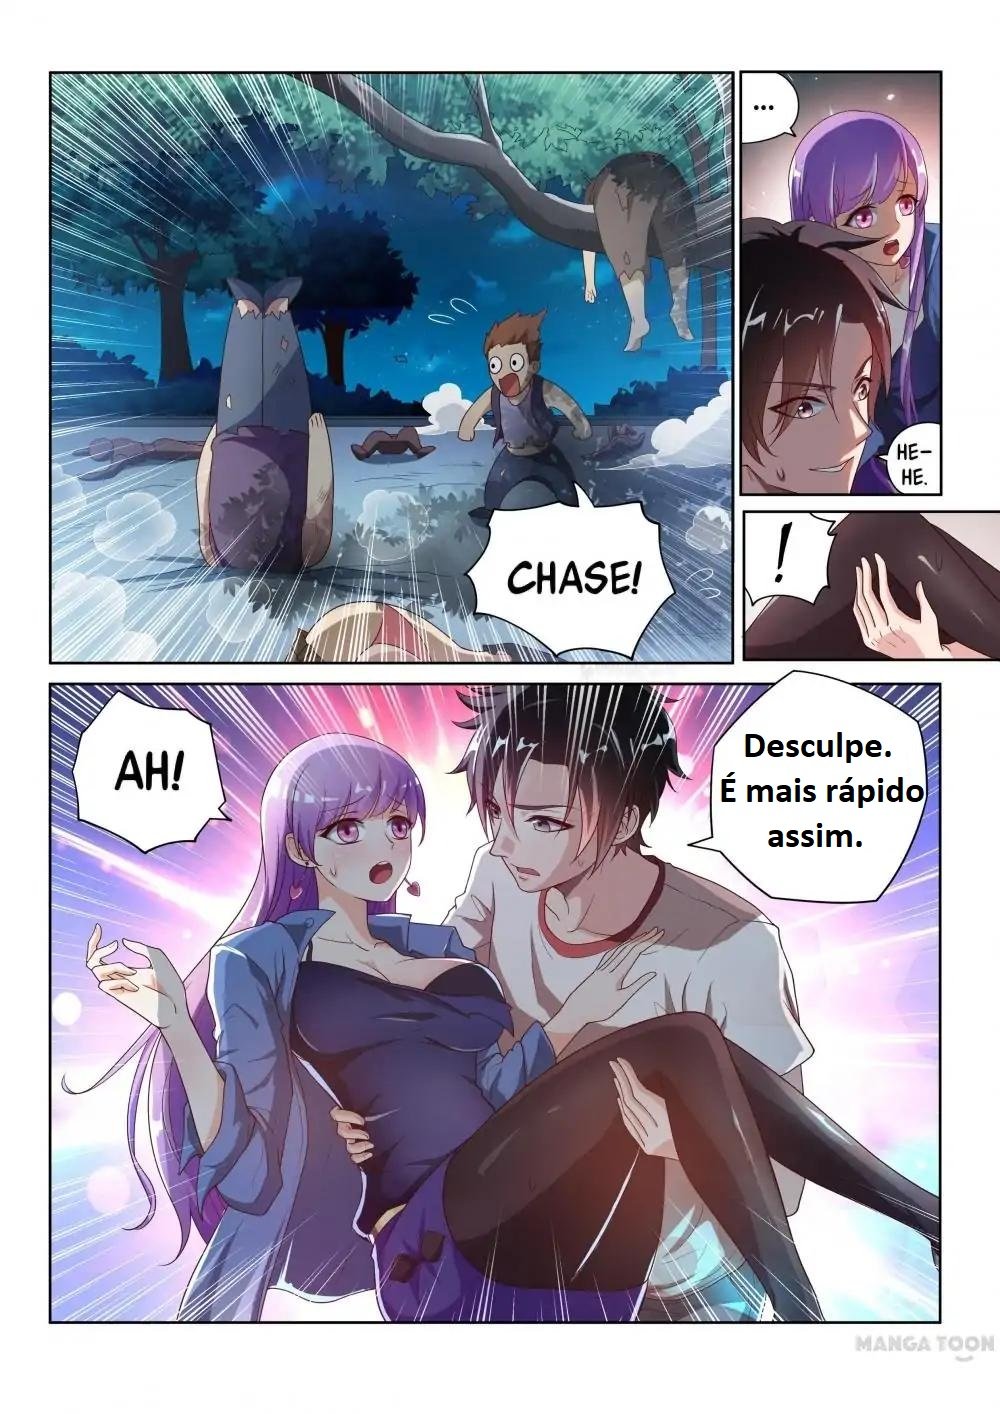 ...
HE-
HE.
CHASE!
!
AH!
Desculpe.
É mais rápido
assim.
MANGA TOON